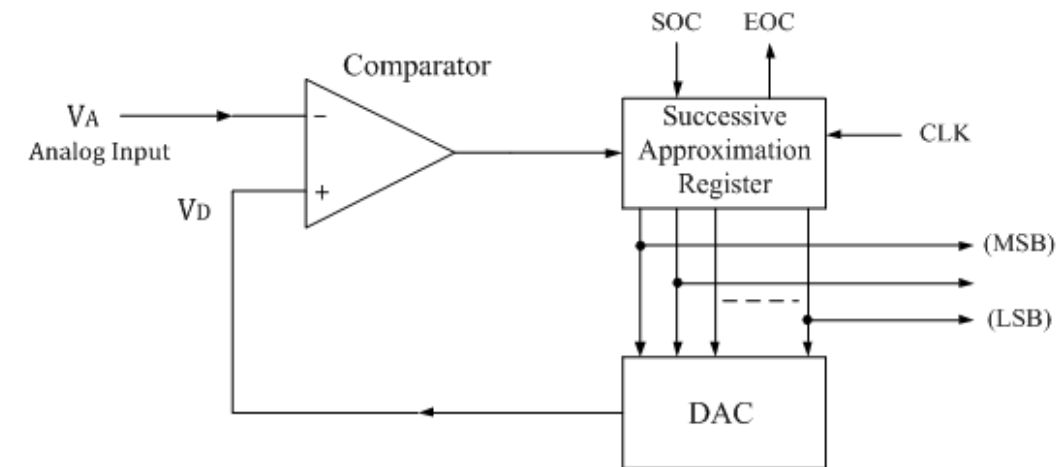 SOC
EOC
Comparator
VA
Analog Input
−
+
VD
Successive
Approximation
Register
CLK
(MSB)
(LSB)
DAC